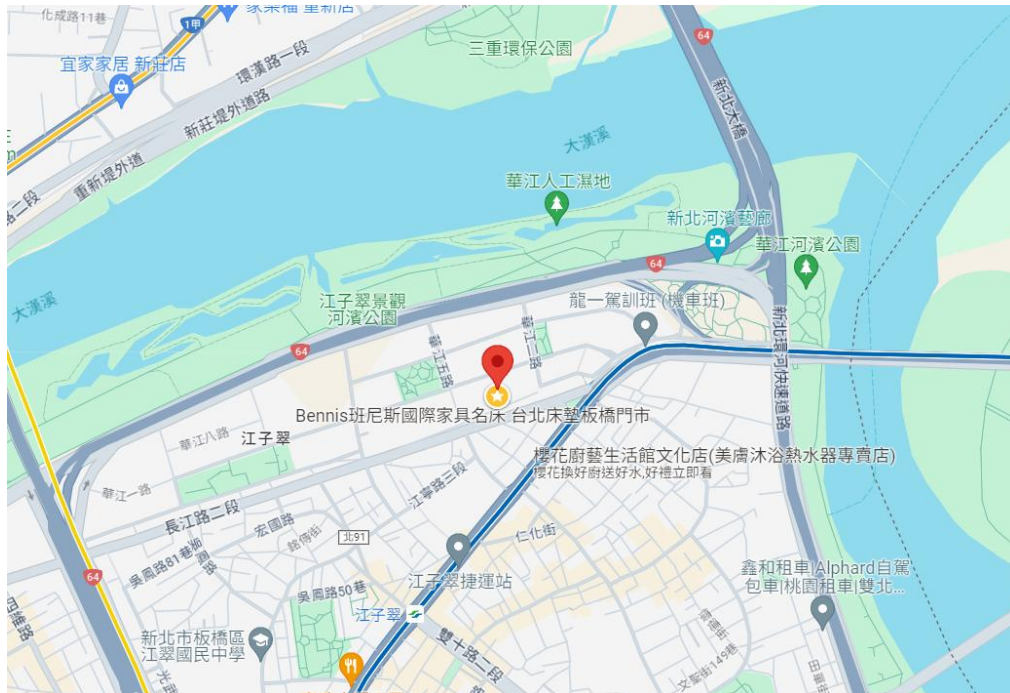 家樂福 重新店
化成路11巷
1甲
64
三重環保公園
宜家家居 新莊店
環漢路一段
新莊堤外道路
重新堤外道
新北大橋
大漢溪
華江人工濕地
新北河濱藝廊
華江河濱公園
64
大漢溪
江子翠景觀
河濱公園
龍一駕訓班 (機車班)
華江二路
華江五路
64
新北環河快速道路
Bennis班尼斯國際家具名床 台北床墊板橋門市
華江八路
江子翠
櫻花廚藝生活館文化店(美膚沐浴熱水器專賣店)
櫻花換好廚送好水,好禮立即看
華江一路
江寧路三段
長江路二段
宏國路
銘傳街
北91
仁化街
吳鳳路81巷
江子翠捷運站
鑫和租車|Alphard自駕
包車|桃園租車|雙北...
64
吳鳳路50巷
江子翠
四維路
新北市板橋區
江翠國民中學
雙十路二段
文聖街149巷